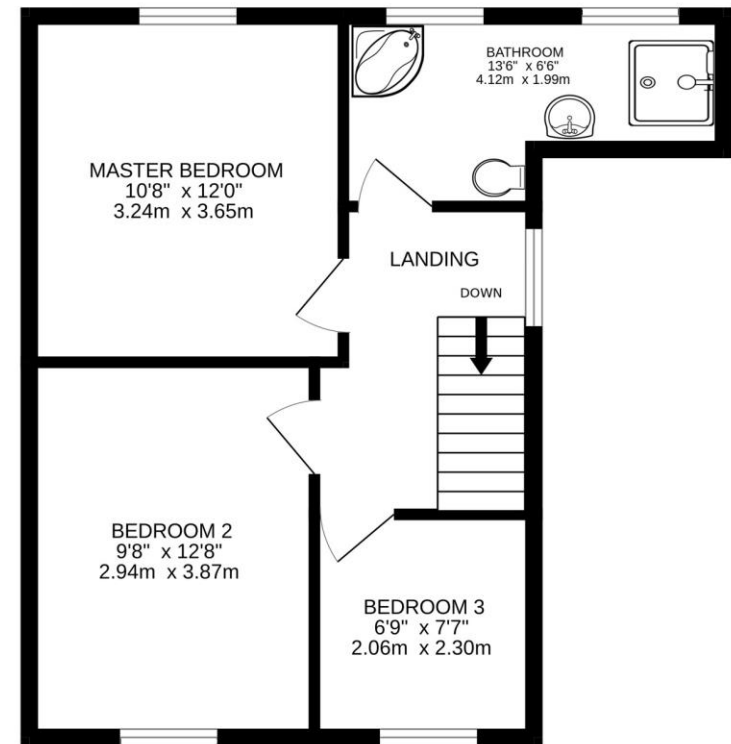 BATHROOM
13'6" x 6'6"
4.12m x 1.99m
MASTER BEDROOM
10'8" x 12'0"
3.24m x 3.65m
LANDING
DOWN
BEDROOM 2
9'8" x 12'8"
2.94m x 3.87m
BEDROOM 3
6'9" x 7'7"
2.06m x 2.30m